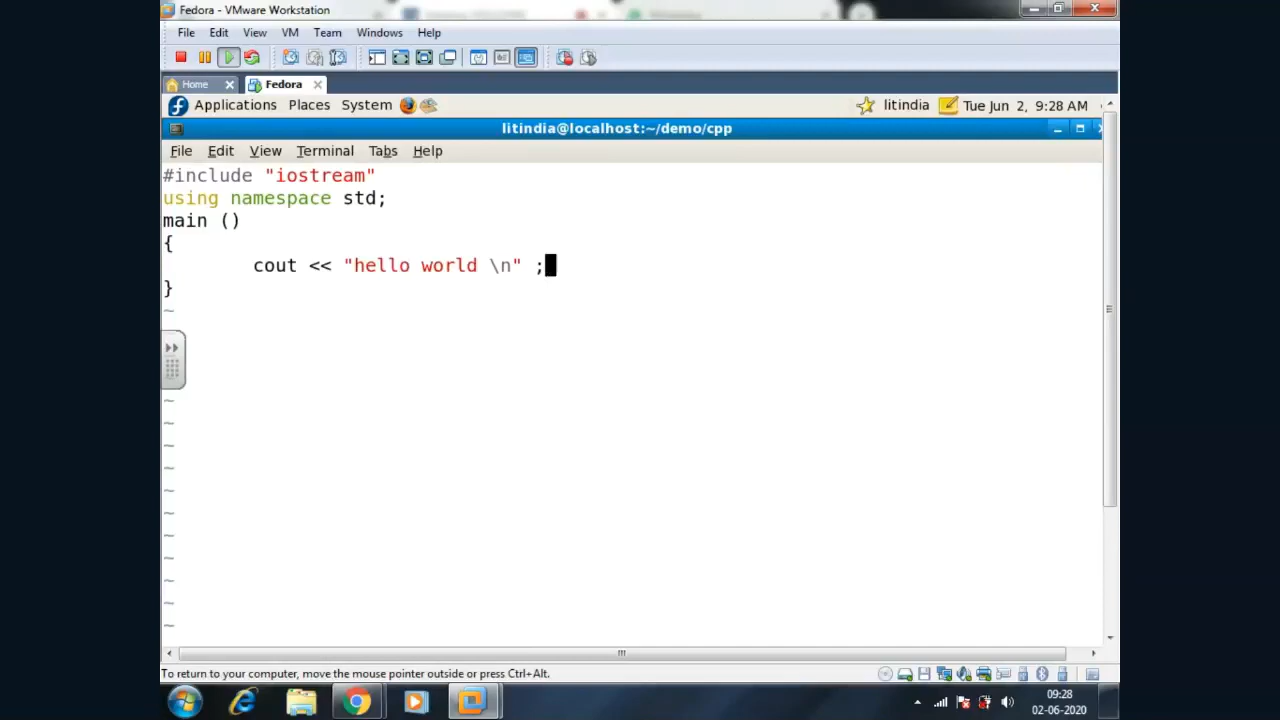 Fedora - VMware Workstation
File Edit View VM Team Windows Help
Home Fedora
Applications Places System litindia Tue Jun 2, 9:28 AM
litindia@localhost:~/demo/cpp
File Edit View Terminal Tabs Help
#include "iostream"
using namespace std;
main ()
{
cout << "hello world \n" ;
}
~
~
~
~
~
~
~
~
~
~
~
~
To return to your computer, move the mouse pointer outside or press Ctrl+Alt.
09:28
02-06-2020